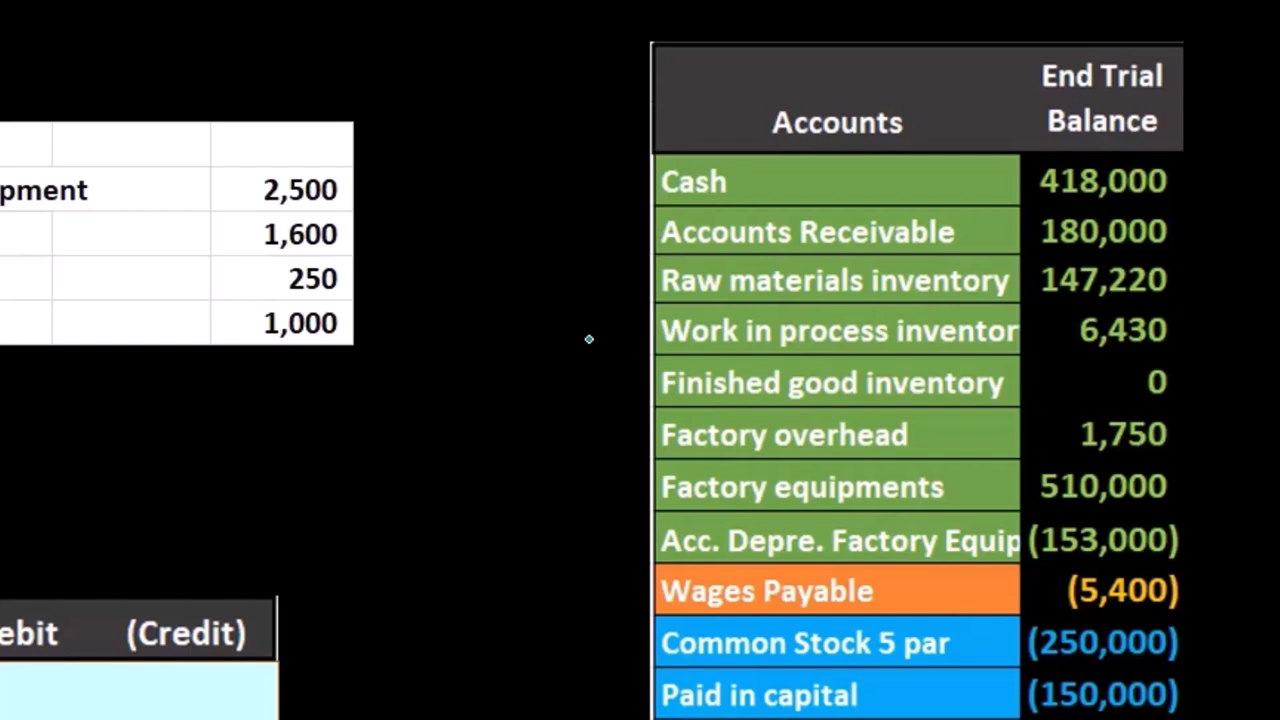 pment 2,500
1,600
250
1,000
ebit (Credit)
End Trial
Accounts Balance
Cash 418,000
Accounts Receivable 180,000
Raw materials inventory 147,220
Work in process inventor 6,430
Finished good inventory 0
Factory overhead 1,750
Factory equipments 510,000
Acc. Depre. Factory Equip (153,000)
Wages Payable (5,400)
Common Stock 5 par (250,000)
Paid in capital (150,000)